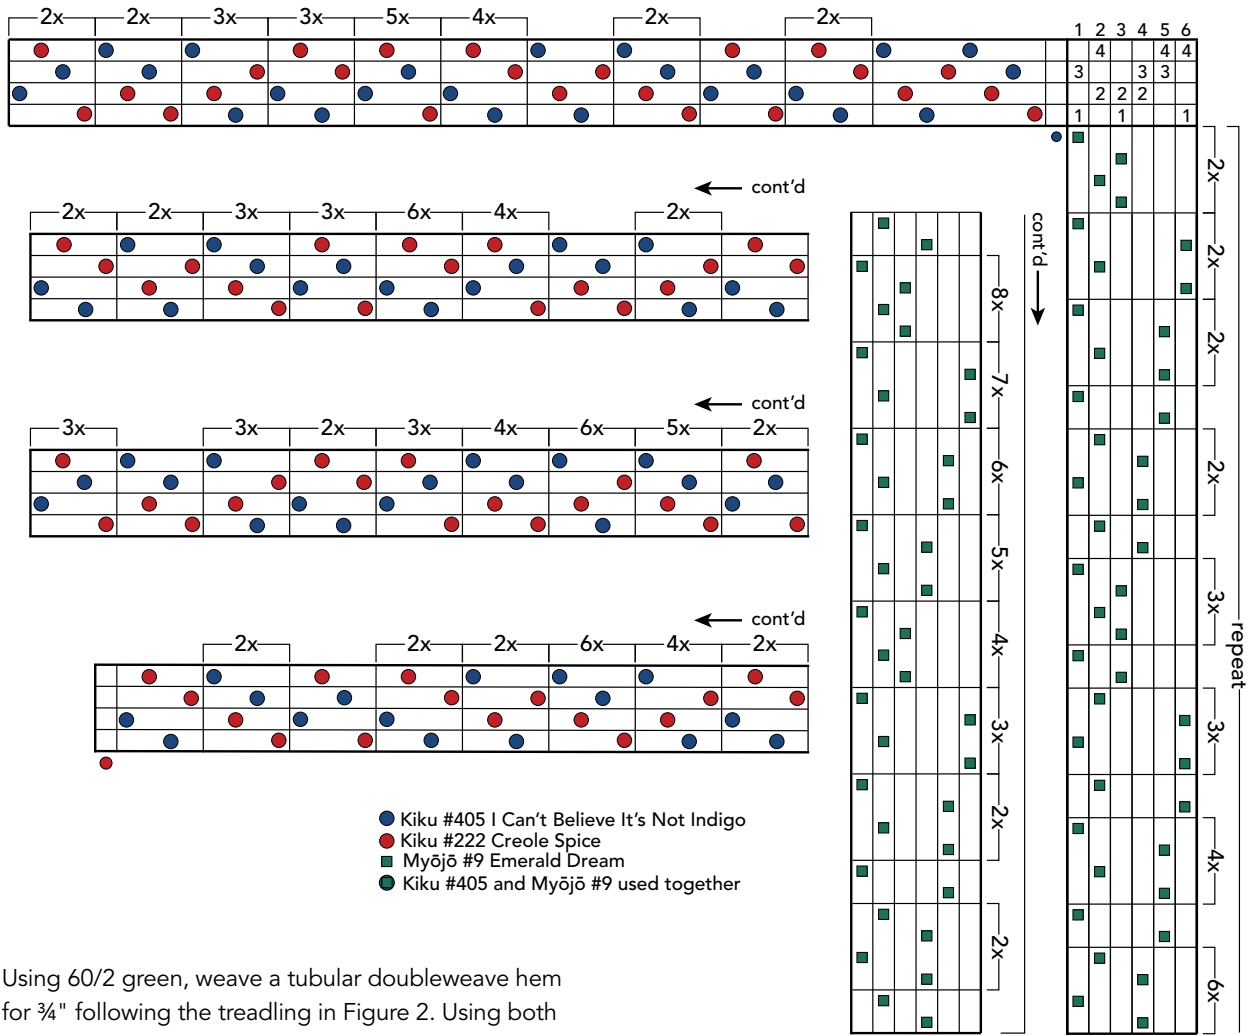 2x 2x 3x 3x 5x 4x 2x 2x
1 2 3 4 5 6
4 4 4
3 3 3
2 2 2
1 1 1
2x
2x
2x
2x
3x
3x
4x
6x
repeat
cont'd
2x 2x 3x 3x 6x 4x 2x
cont'd
8x
7x
6x
5x
4x
3x
2x
2x
cont'd
3x 3x 2x 3x 4x 6x 5x 2x
cont'd
2x 2x 2x 6x 4x 2x
Kiku #405 I Can't Believe It's Not Indigo
Kiku #222 Creole Spice
Myōjō #9 Emerald Dream
Kiku #405 and Myōjō #9 used together
Using 60/2 green, weave a tubular doubleweave hem
for ¾" following the treadling in Figure 2. Using both